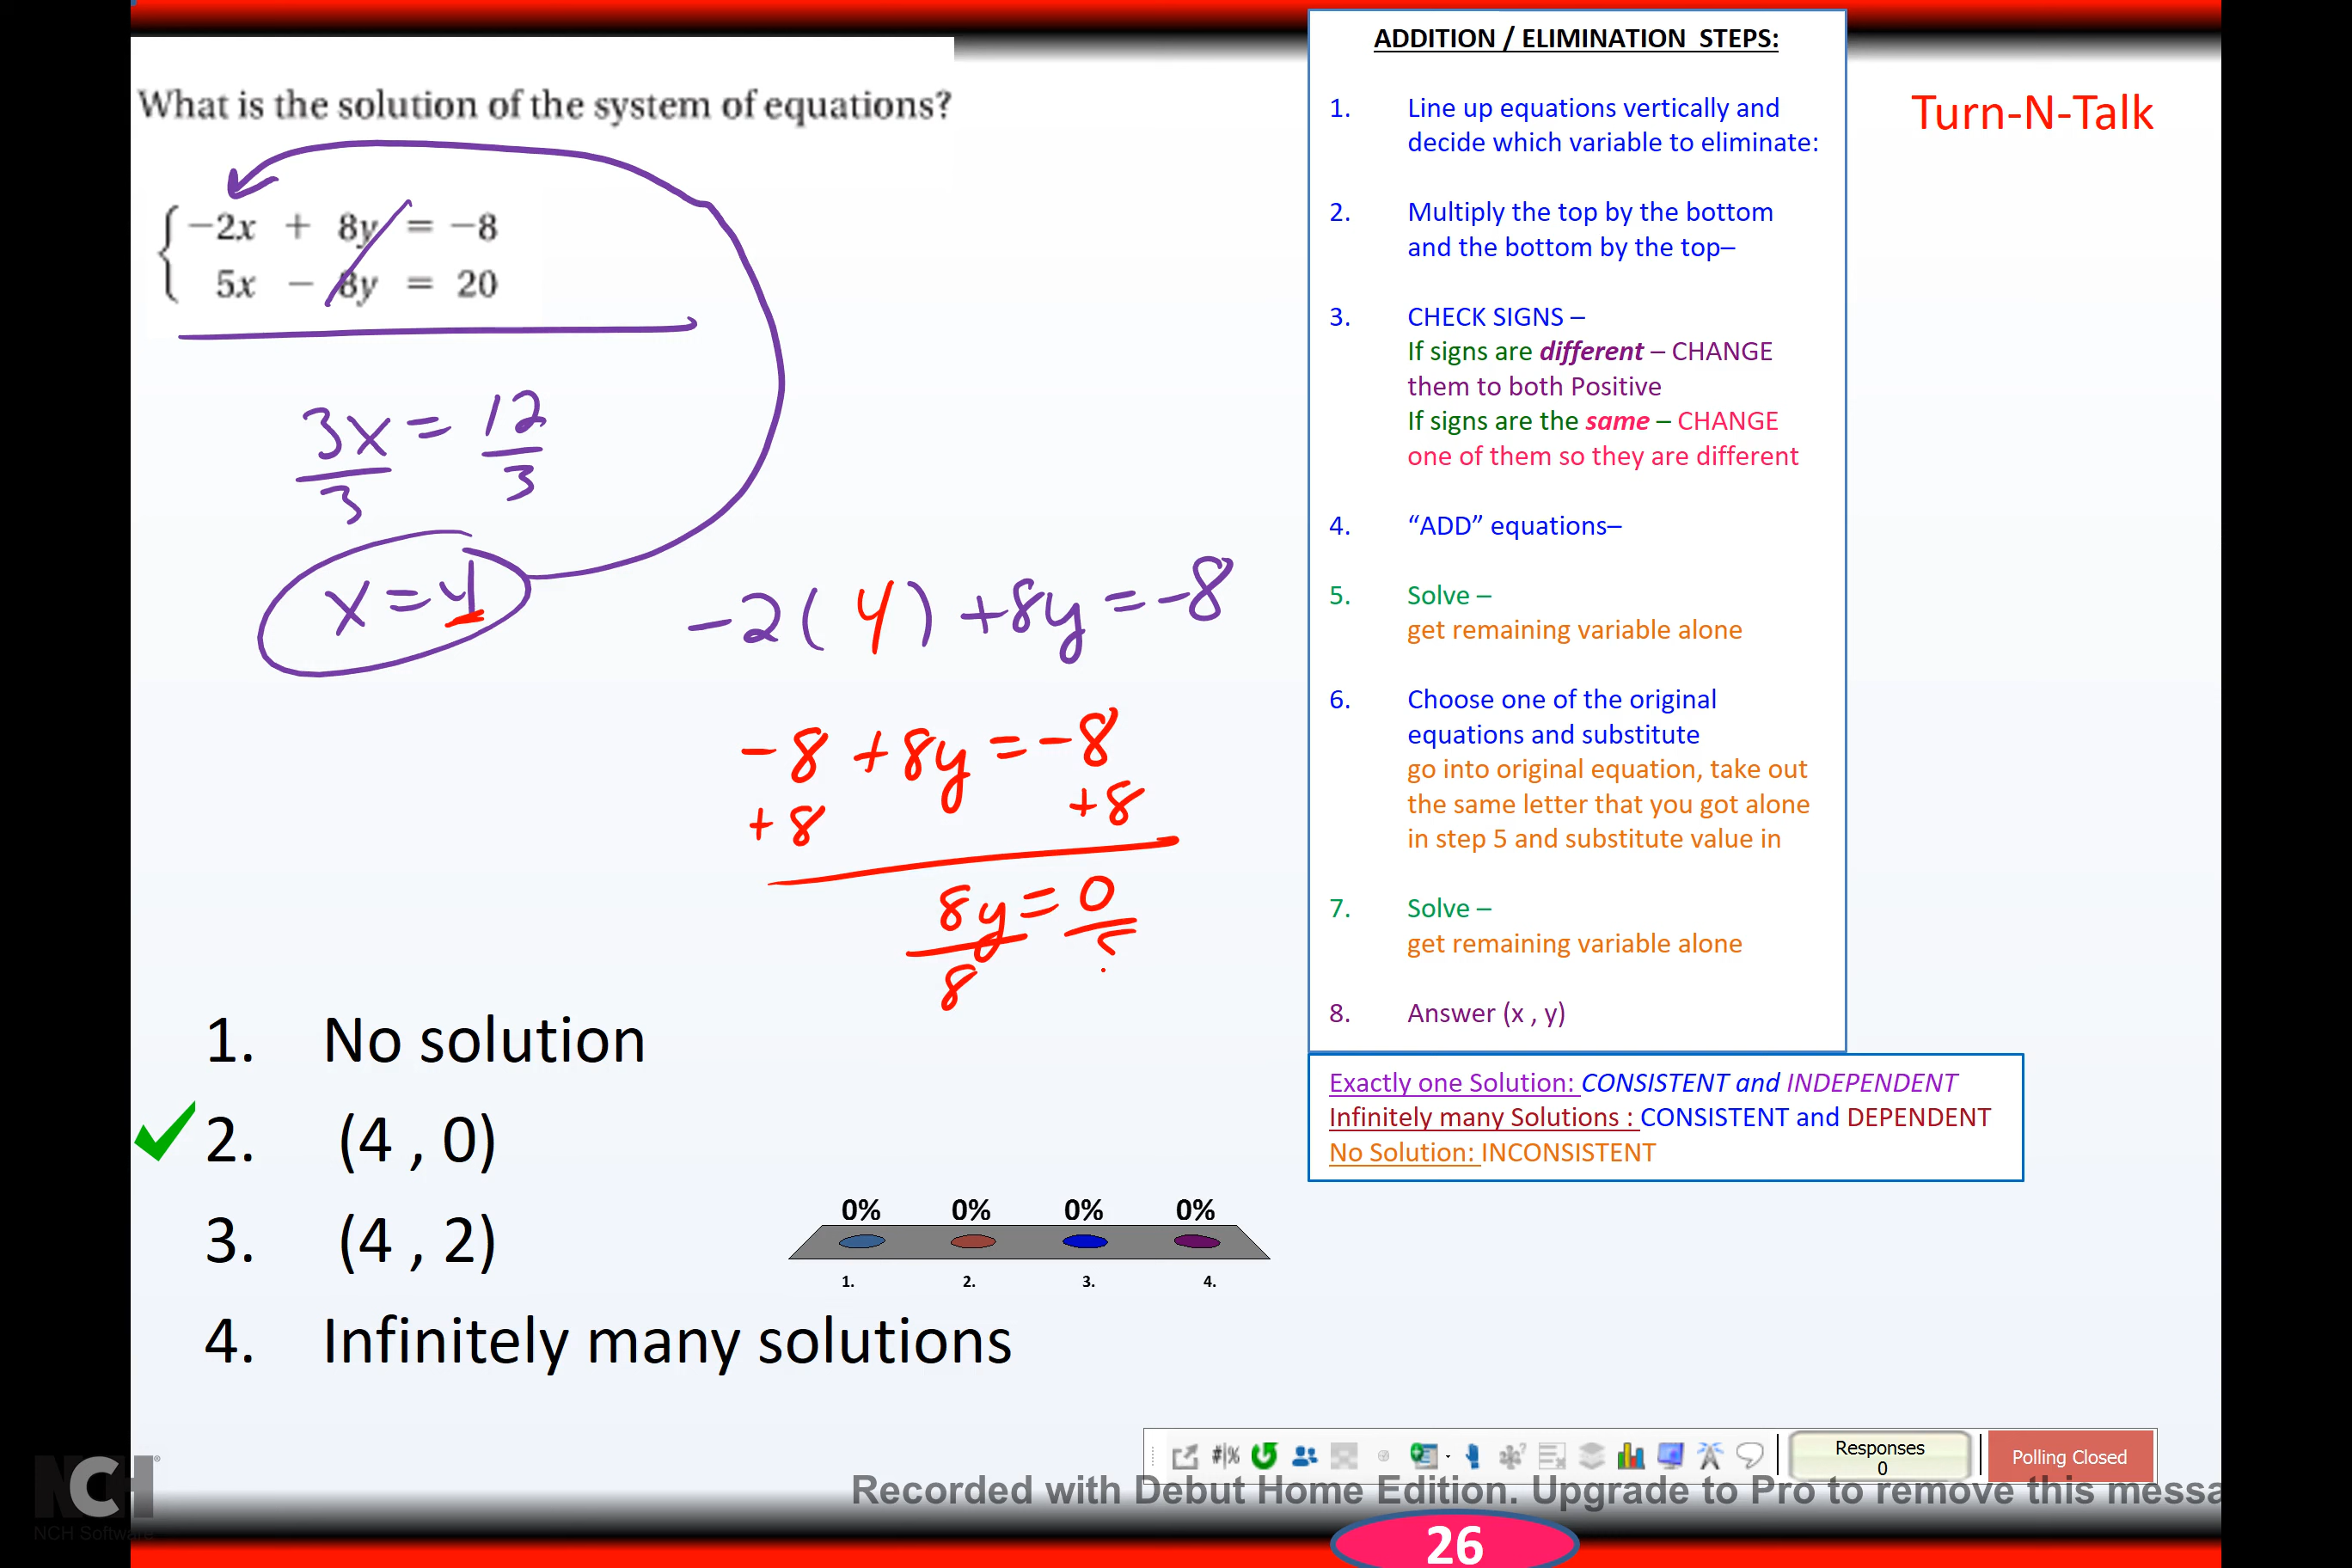 What is the solution of the system of equations?
−2x + 8y = −8
5x − 8y = 20
3x = 12
3 3
x = 4
-2(4) + 8y = -8
-8 + 8y = -8
+8 +8
8y = 0
8
1. No solution
2. (4 , 0)
3. (4 , 2)
4. Infinitely many solutions
0% 0% 0% 0%
1. 2. 3. 4.
ADDITION / ELIMINATION STEPS:
1. Line up equations vertically and
decide which variable to eliminate:
2. Multiply the top by the bottom
and the bottom by the top–
3. CHECK SIGNS –
If signs are different – CHANGE
them to both Positive
If signs are the same – CHANGE
one of them so they are different
4. “ADD” equations–
5. Solve –
get remaining variable alone
6. Choose one of the original
equations and substitute
go into original equation, take out
the same letter that you got alone
in step 5 and substitute value in
7. Solve –
get remaining variable alone
8. Answer (x , y)
Exactly one Solution: CONSISTENT and INDEPENDENT
Infinitely many Solutions : CONSISTENT and DEPENDENT
No Solution: INCONSISTENT
Turn-N-Talk
#|%
Responses
0
Polling Closed
NCH
NCH Software
Recorded with Debut Home Edition. Upgrade to Pro to remove this messa
26